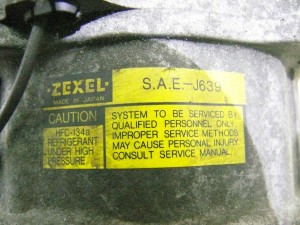 ·ZEXEL·
MADE IN JAPAN
S.A.E.-J639
CAUTION
HFC-134a
REFRIGERANT
UNDER HIGH
PRESSURE
SYSTEM TO BE SERVICED BY
QUALIFIED PERSONNEL ONLY
IMPROPER SERVICE METHODS
MAY CAUSE PERSONAL INJURY
CONSULT SERVICE MANUAL.